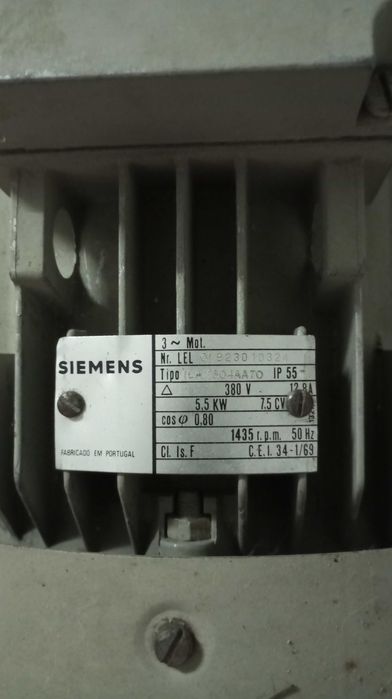 SIEMENS
FABRICADO EM PORTUGAL
3 ~ Mot.
Nr. LEL
Tipo IP 55
△ 380 V 12.8A
5.5 KW 7.5 CV
cos φ 0.80
1435 r.p.m. 50 Hz
Cl. Is. F C.E.I. 34-1/69